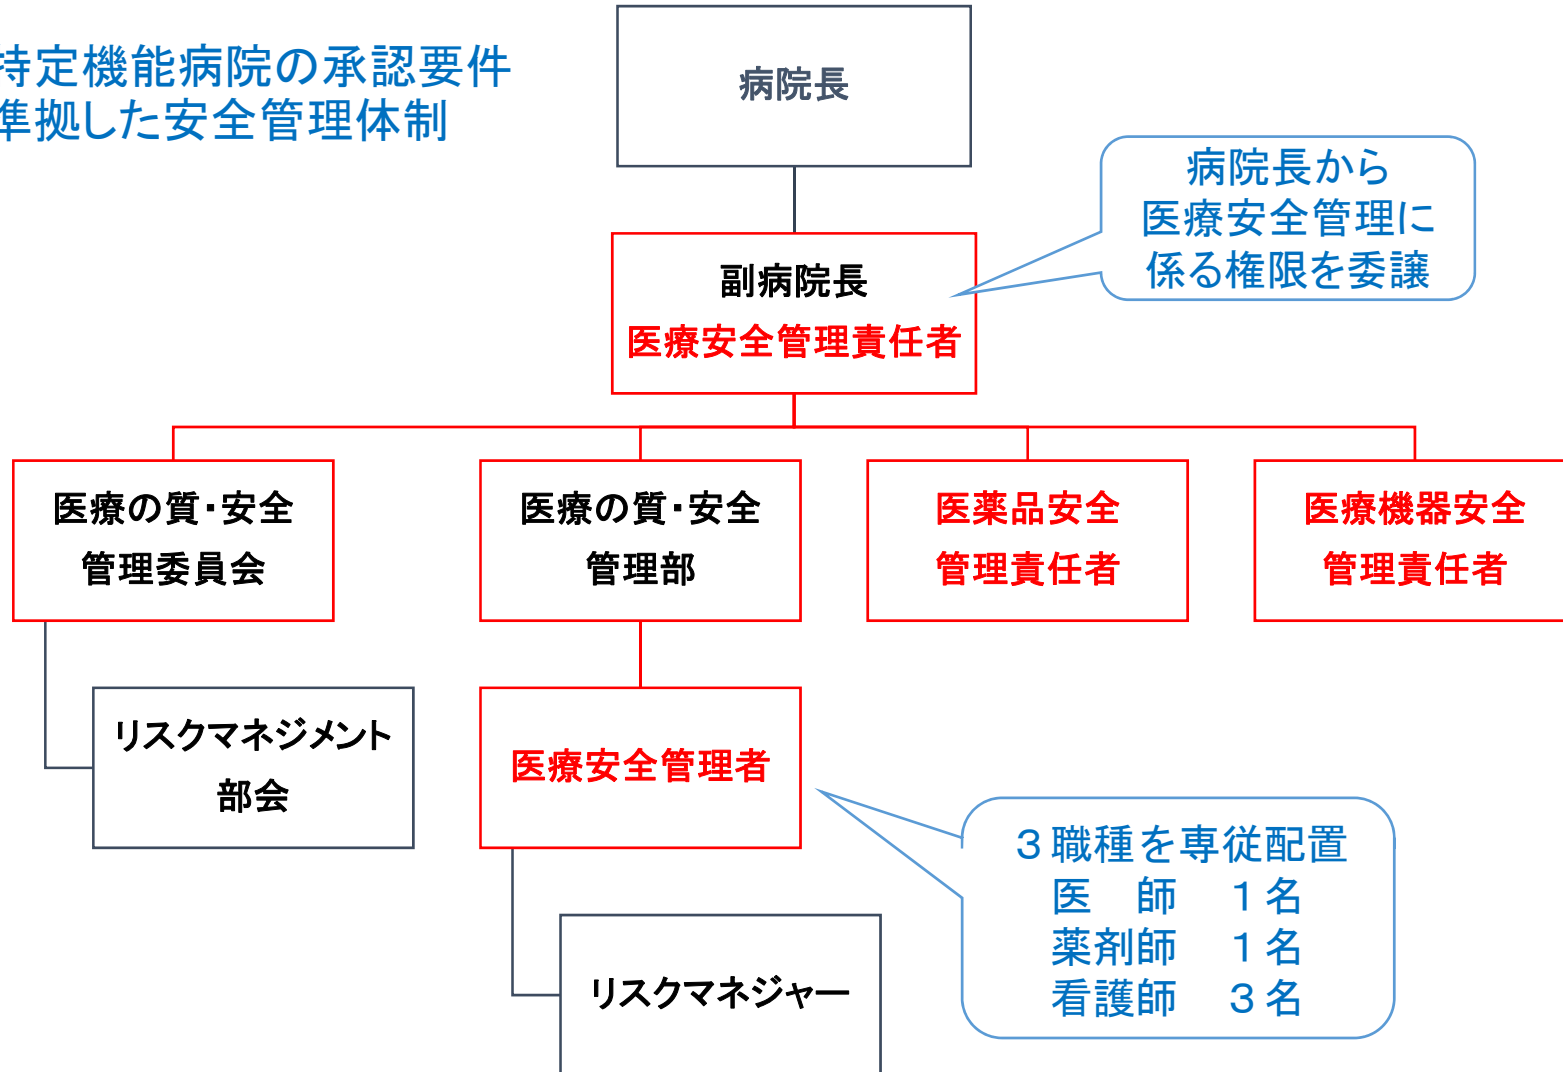 特定機能病院の承認要件
準拠した安全管理体制
病院長
病院長から
医療安全管理に
係る権限を委譲
副病院長
医療安全管理責任者
医療の質・安全
管理委員会
医療の質・安全
管理部
医薬品安全
管理責任者
医療機器安全
管理責任者
リスクマネジメント
部会
医療安全管理者
３職種を専従配置
医　師　１名
薬剤師　１名
看護師　３名
リスクマネジャー